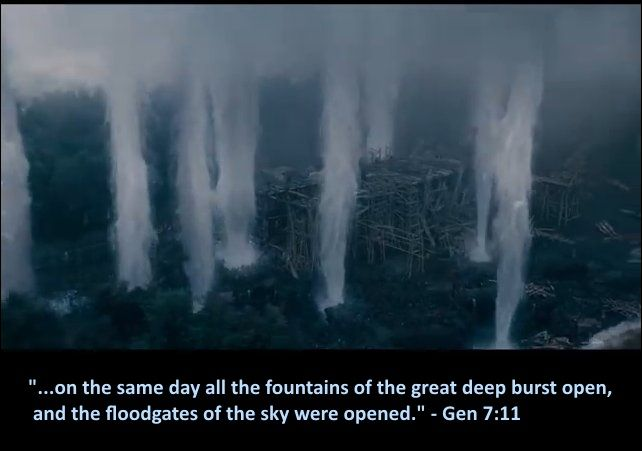 "...on the same day all the fountains of the great deep burst open,
and the floodgates of the sky were opened." - Gen 7:11